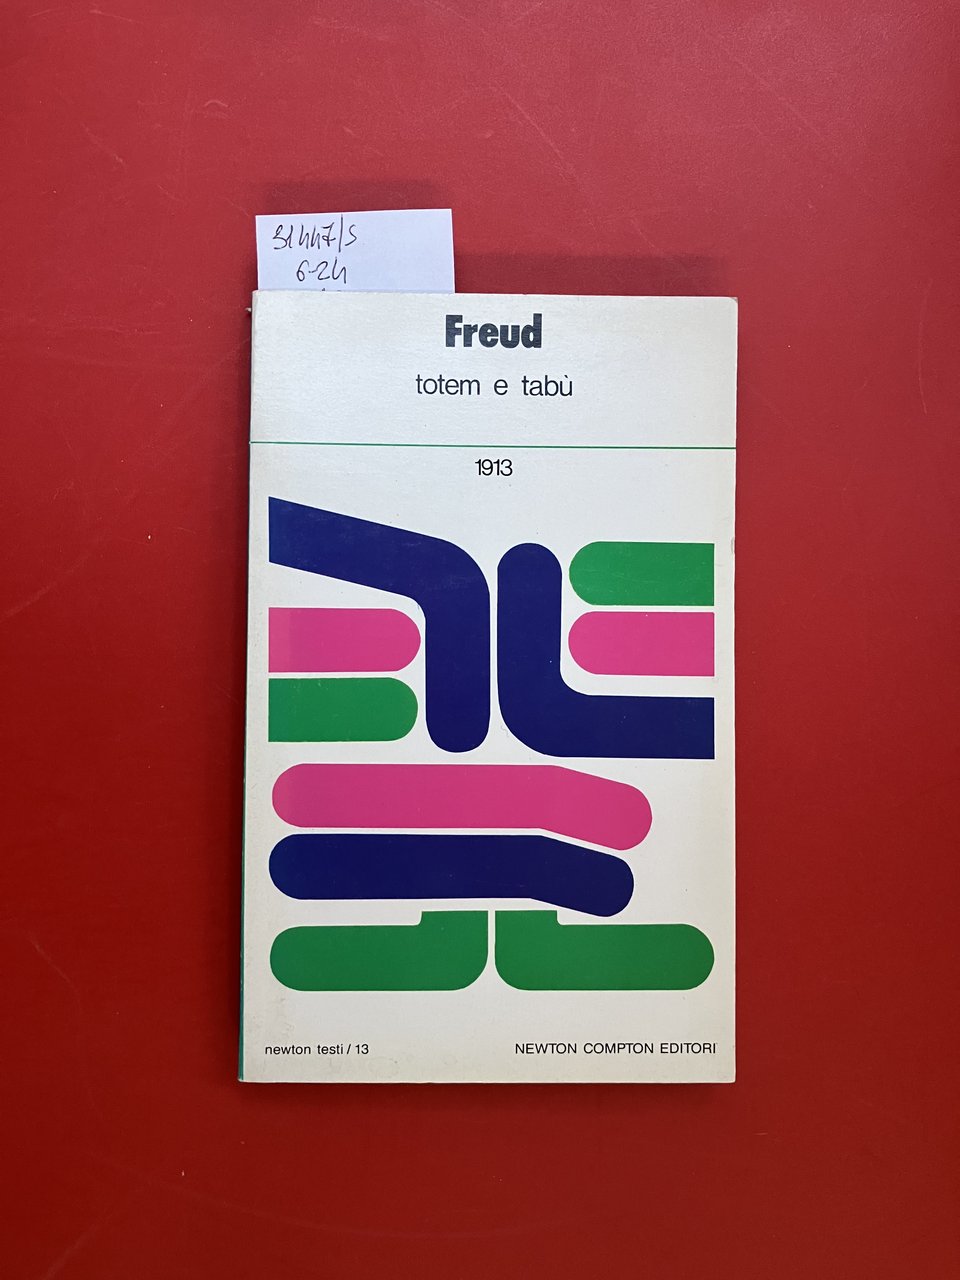 31447/S
6-24
Freud
totem e tabù
1913
newton testi / 13
NEWTON COMPTON EDITORI